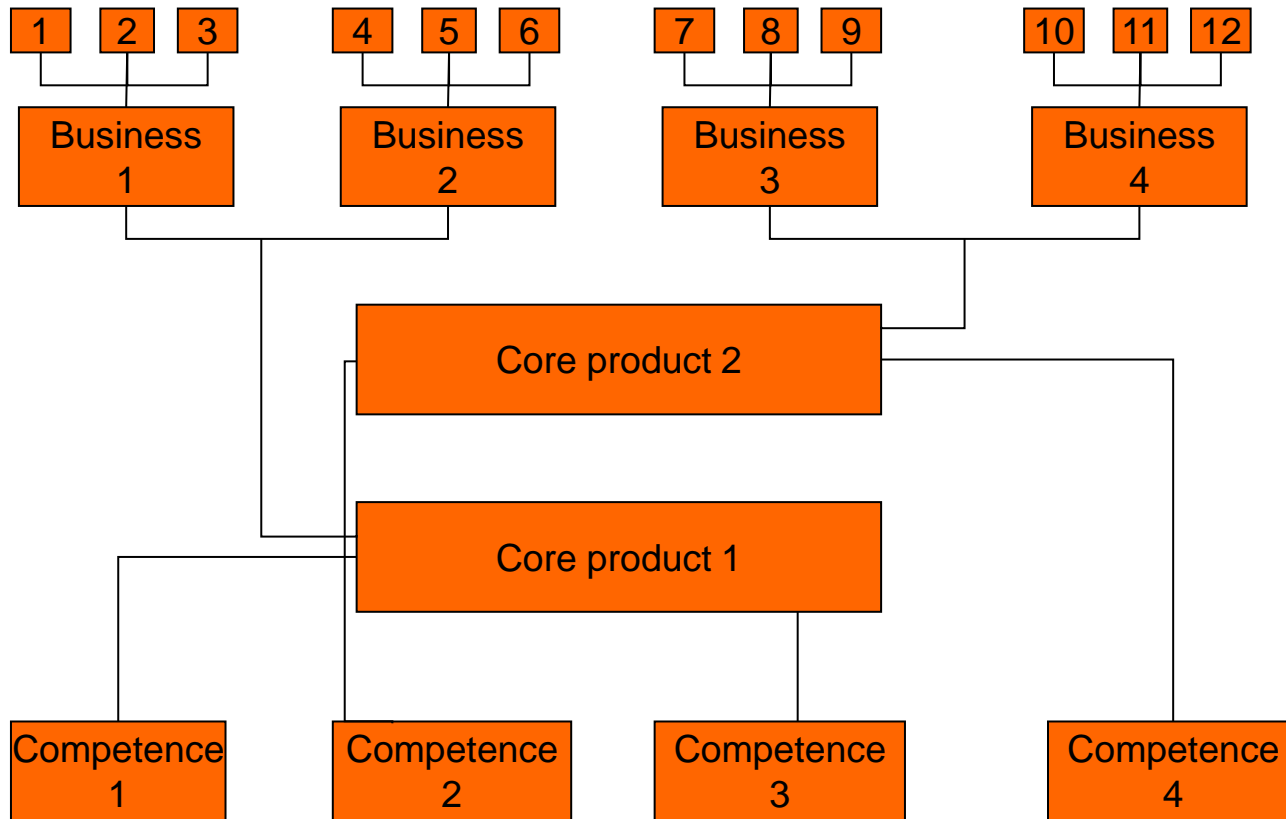 1 2 3 4 5 6 7 8 9 10 11 12
Business
1
Business
2
Business
3
Business
4
Core product 2
Core product 1
Competence
1
Competence
2
Competence
3
Competence
4